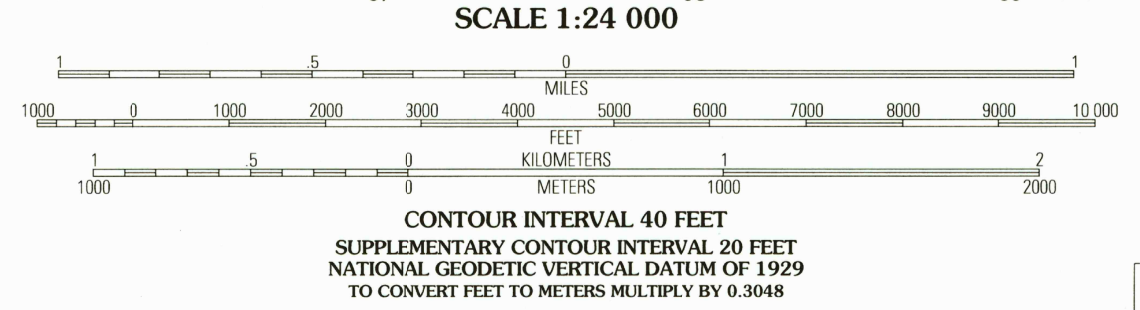 SCALE 1:24 000
1 .5 0 1
MILES
1000 0 1000 2000 3000 4000 5000 6000 7000 8000 9000 10 000
FEET
1 .5 0 KILOMETERS 1 2
1000 0 METERS 1000 2000
CONTOUR INTERVAL 40 FEET
SUPPLEMENTARY CONTOUR INTERVAL 20 FEET
NATIONAL GEODETIC VERTICAL DATUM OF 1929
TO CONVERT FEET TO METERS MULTIPLY BY 0.3048